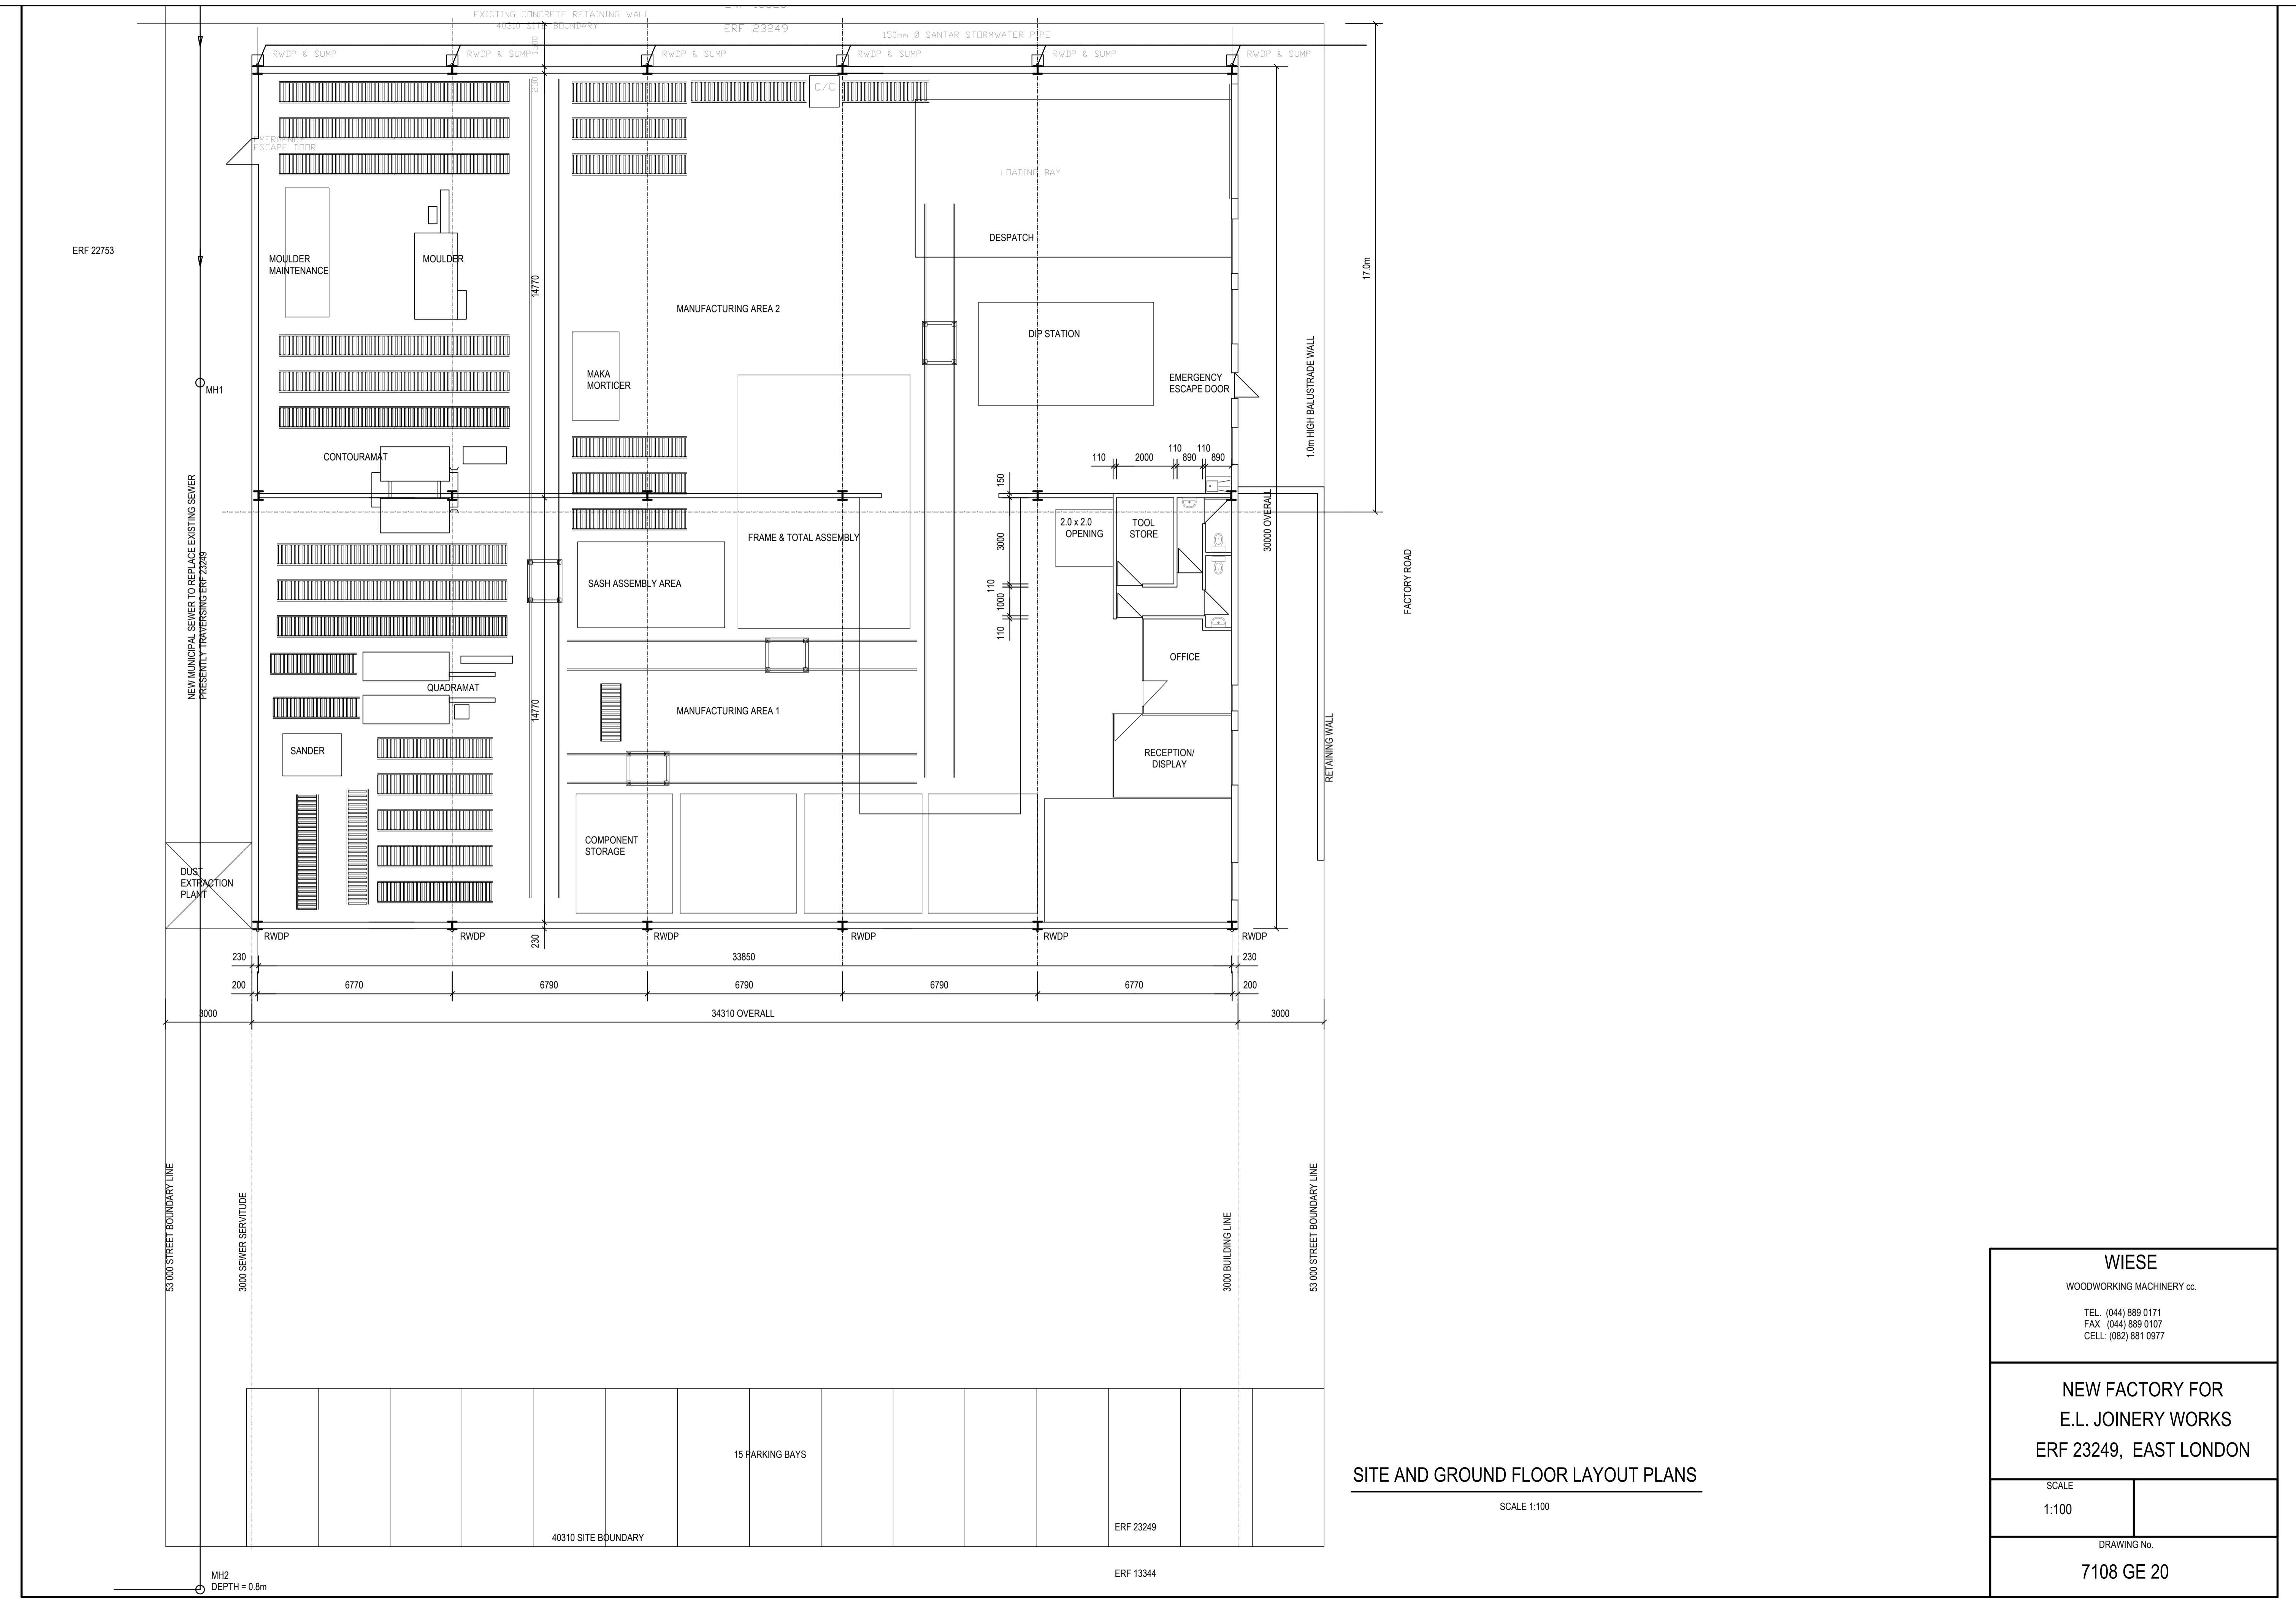 EXISTING CONCRETE RETAINING WALL
40310 SITE BOUNDARY
ERF 23249
150mm Ø SANTAR STORMWATER PIPE
1500
RWDP & SUMP
RWDP & SUMP
RWDP & SUMP
RWDP & SUMP
RWDP & SUMP
RWDP & SUMP
230
C/C
EMERGENCY
ESCAPE DOOR
LOADING BAY
ERF 22753
MOULDER
MAINTENANCE
MOULDER
14770
DESPATCH
17.0m
MANUFACTURING AREA 2
DIP STATION
MAKA
MORTICER
EMERGENCY
ESCAPE DOOR
1.0m HIGH BALUSTRADE WALL
MH1
CONTOURAMAT
110
2000
110
890
110
890
150
NEW MUNICIPAL SEWER TO REPLACE EXISTING SEWER
PRESENTLY TRAVERSING ERF 23249
2.0 x 2.0
OPENING
TOOL
STORE
30000 OVERALL
FRAME & TOTAL ASSEMBLY
3000
SASH ASSEMBLY AREA
110
1000
110
FACTORY ROAD
OFFICE
QUADRAMAT
14770
MANUFACTURING AREA 1
SANDER
RECEPTION/
DISPLAY
RETAINING WALL
COMPONENT
STORAGE
DUST
EXTRACTION
PLANT
RWDP
RWDP
RWDP
RWDP
RWDP
RWDP
230
230
33850
230
200
6770
6790
6790
6790
6770
200
3000
34310 OVERALL
3000
53 000 STREET BOUNDARY LINE
3000 SEWER SERVITUDE
3000 BUILDING LINE
53 000 STREET BOUNDARY LINE
15 PARKING BAYS
40310 SITE BOUNDARY
ERF 23249
ERF 13344
MH2
DEPTH = 0.8m
SITE AND GROUND FLOOR LAYOUT PLANS
SCALE 1:100
WIESE
WOODWORKING MACHINERY cc.
TEL. (044) 889 0171
FAX (044) 889 0107
CELL: (082) 881 0977
NEW FACTORY FOR
E.L. JOINERY WORKS
ERF 23249, EAST LONDON
SCALE
1:100
DRAWING No.
7108 GE 20